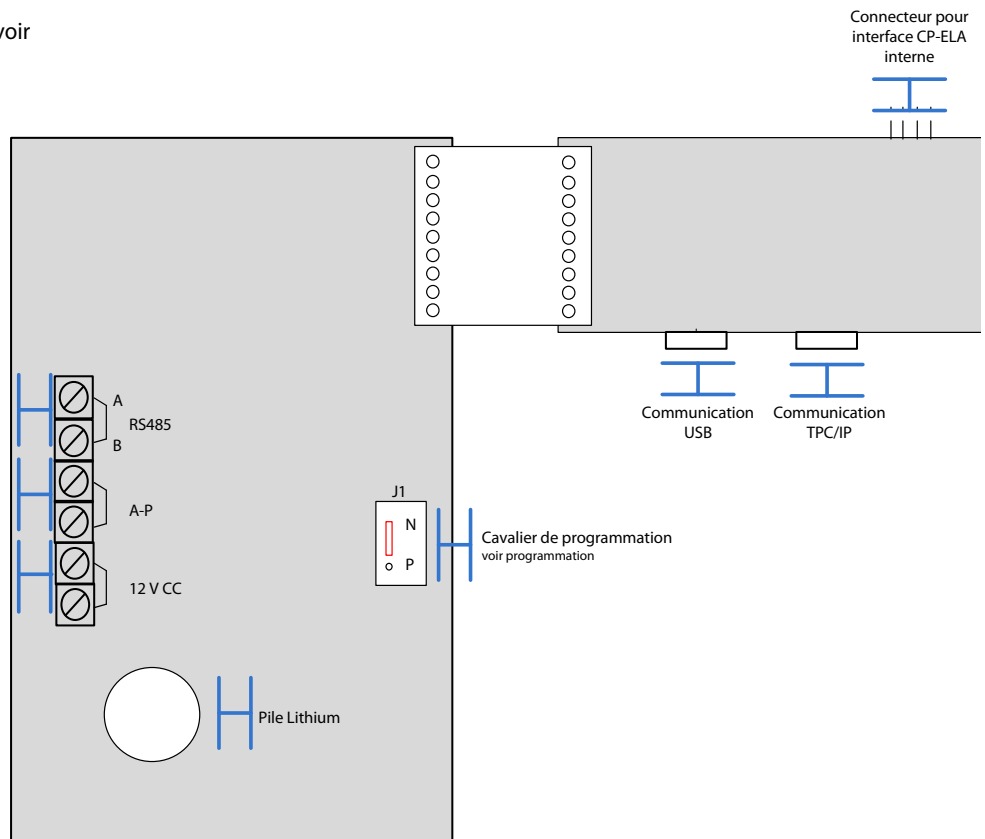 voir
Connecteur pour
interface CP-ELA
interne
A
RS485
B
A-P
12 V CC
Communication
USB
Communication
TPC/IP
J1
N
P
Cavalier de programmation
voir programmation
Pile Lithium